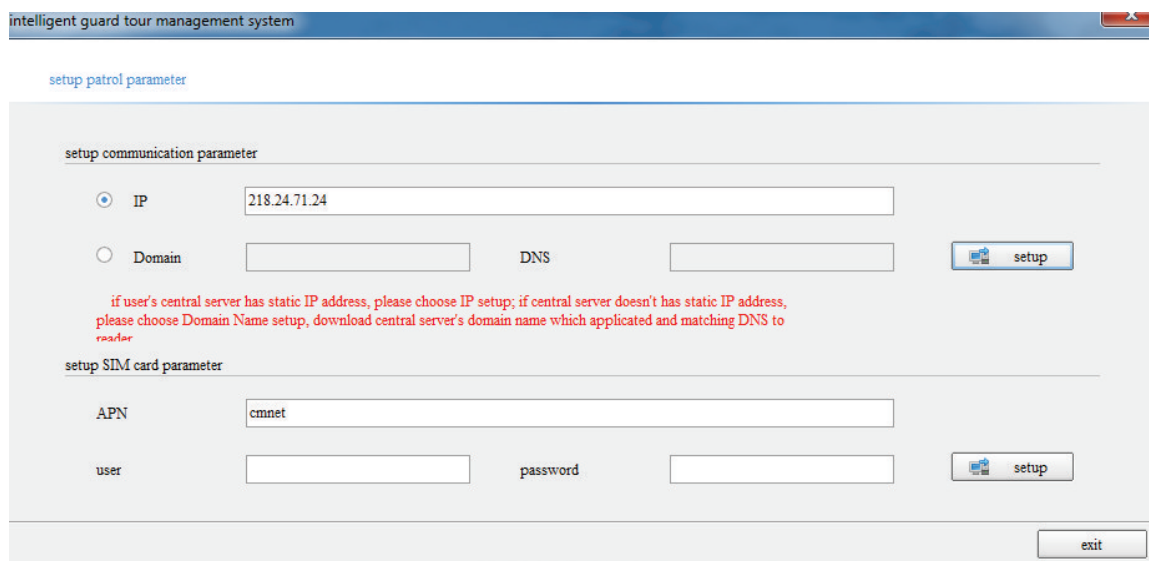 intelligent guard tour management system
x
setup patrol parameter
setup communication parameter
IP 218.24.71.24
Domain DNS setup
if user's central server has static IP address, please choose IP setup; if central server doesn't has static IP address,
please choose Domain Name setup, download central server's domain name which applicated and matching DNS to
reader
setup SIM card parameter
APN cmnet
user password setup
exit